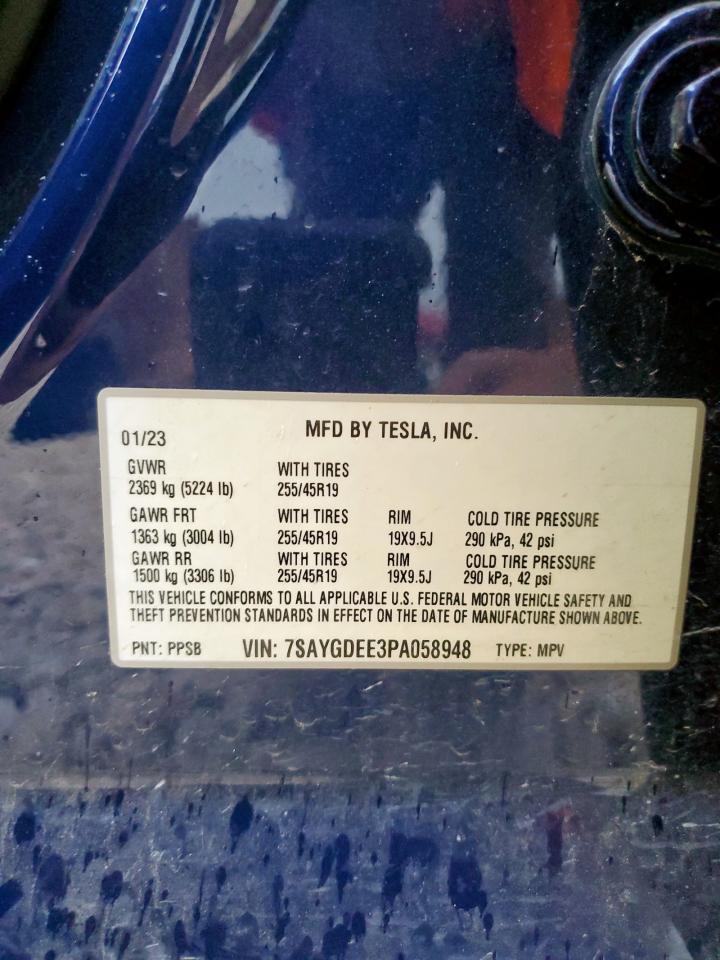 01/23 MFD BY TESLA, INC.
GVWR WITH TIRES
2369 kg (5224 lb) 255/45R19
GAWR FRT WITH TIRES RIM COLD TIRE PRESSURE
1363 kg (3004 lb) 255/45R19 19X9.5J 290 kPa, 42 psi
GAWR RR WITH TIRES RIM COLD TIRE PRESSURE
1500 kg (3306 lb) 255/45R19 19X9.5J 290 kPa, 42 psi
THIS VEHICLE CONFORMS TO ALL APPLICABLE U.S. FEDERAL MOTOR VEHICLE SAFETY AND
THEFT PREVENTION STANDARDS IN EFFECT ON THE DATE OF MANUFACTURE SHOWN ABOVE.
PNT: PPSB VIN: 7SAYGDEE3PA058948 TYPE: MPV